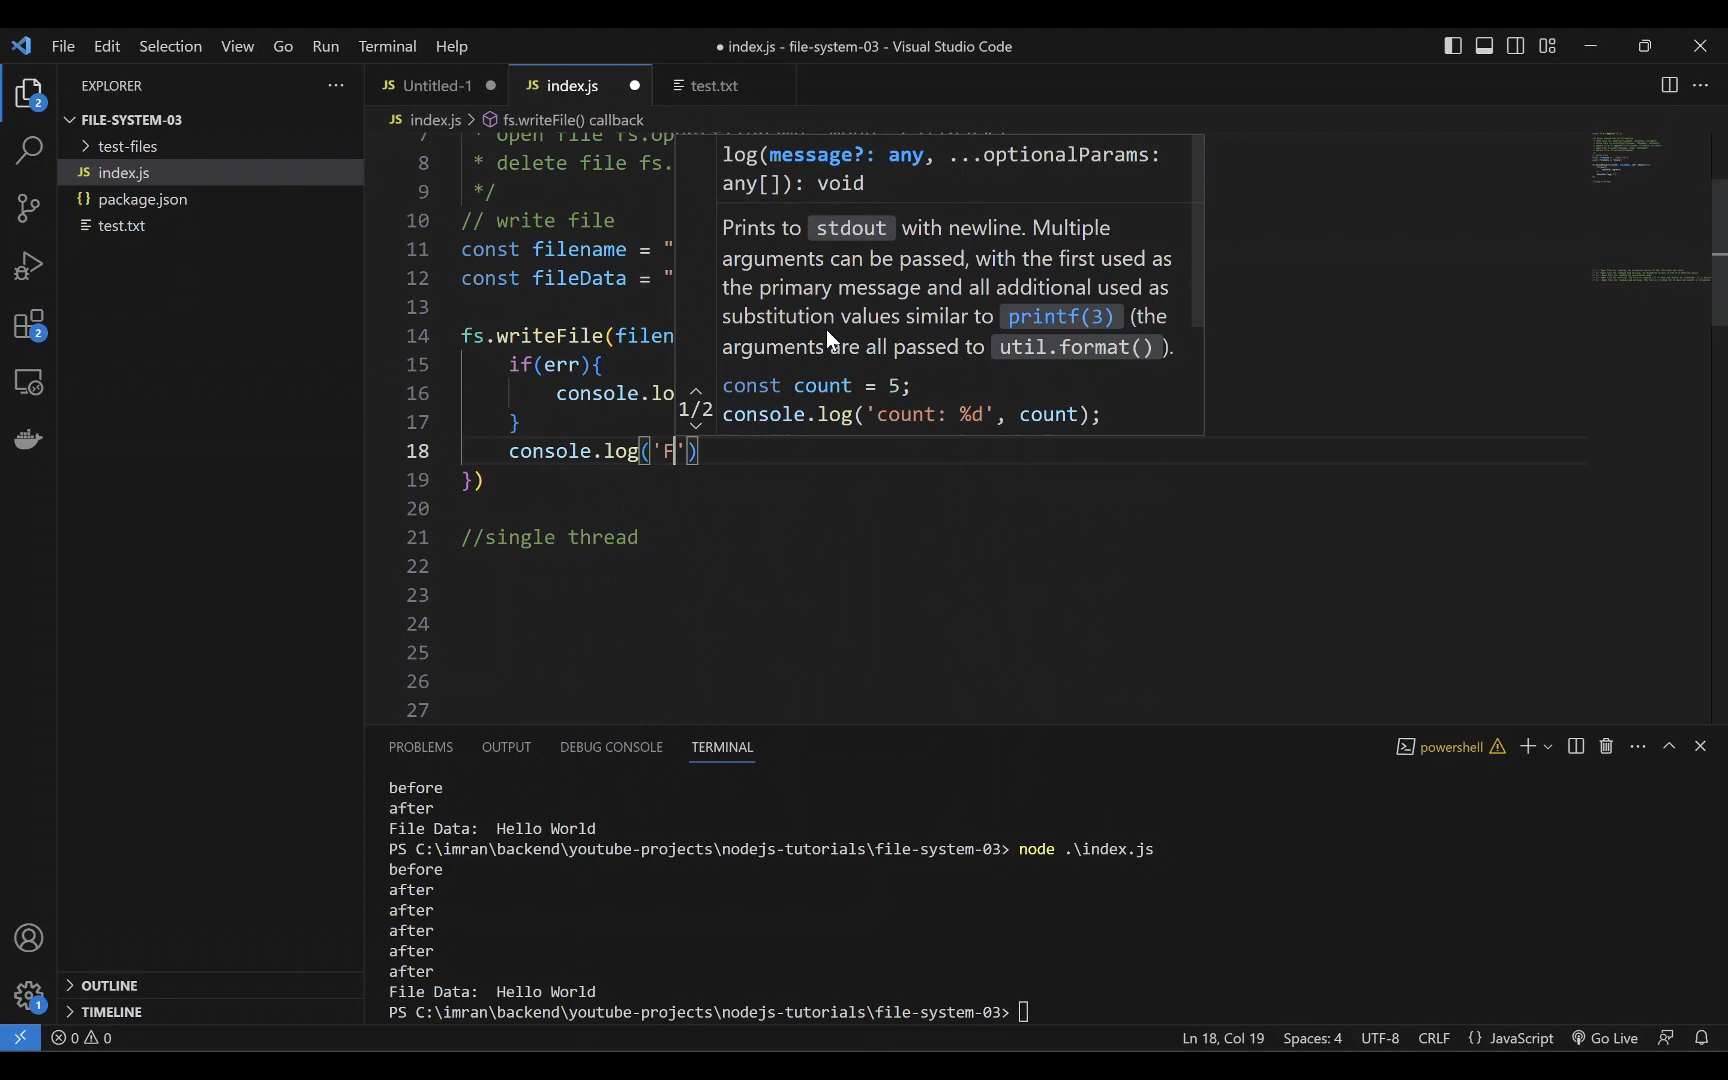 File Edit Selection View Go Run Terminal Help
● index.js - file-system-03 - Visual Studio Code
EXPLORER
2
FILE-SYSTEM-03
test-files
JS index.js
{} package.json
test.txt
2
OUTLINE
TIMELINE
1
JS Untitled-1
JS index.js
test.txt
JS index.js > fs.writeFile() callback
8 * delete file fs.
9 */
10 // write file
11 const filename = "
12 const fileData = "
13
14 fs.writeFile(filen
15 if(err){
16 console.lo
17 }
18 console.log('F')
19 })
20
21 //single thread
22
23
24
25
26
27
log(message?: any, ...optionalParams:
any[]): void
Prints to stdout with newline. Multiple
arguments can be passed, with the first used as
the primary message and all additional used as
substitution values similar to printf(3) (the
arguments are all passed to util.format() ).
const count = 5;
1/2
console.log('count: %d', count);
PROBLEMS OUTPUT DEBUG CONSOLE TERMINAL
powershell
before
after
File Data:  Hello World
PS C:\imran\backend\youtube-projects\nodejs-tutorials\file-system-03> node .\index.js
before
after
after
after
after
after
File Data:  Hello World
PS C:\imran\backend\youtube-projects\nodejs-tutorials\file-system-03>
0 0
Ln 18, Col 19 Spaces: 4 UTF-8 CRLF {} JavaScript Go Live